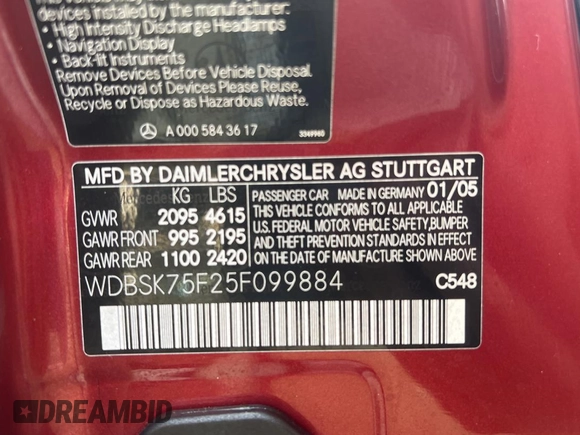 devices installed by
• High Intensity Discharge Headlamps
• Navigation Display
• Back-lit Instruments
Remove Devices Before Vehicle Disposal.
Upon Removal of Devices Please Reuse,
Recycle or Dispose as Hazardous Waste.
A 000 584 36 17
3349960
MFD BY DAIMLERCHRYSLER AG STUTTGART
KG LBS
GVWR 2095 4615
GAWR FRONT 995 2195
GAWR REAR 1100 2420
PASSENGER CAR MADE IN GERMANY 01/05
THIS VEHICLE CONFORMS TO ALL APPLICABLE
U.S. FEDERAL MOTOR VEHICLE SAFETY, BUMPER
AND THEFT PREVENTION STANDARDS IN EFFECT
ON THE DATE OF MANUFACTURE SHOWN ABOVE.
WDBSK75F25F099884
C548
DREAMBID